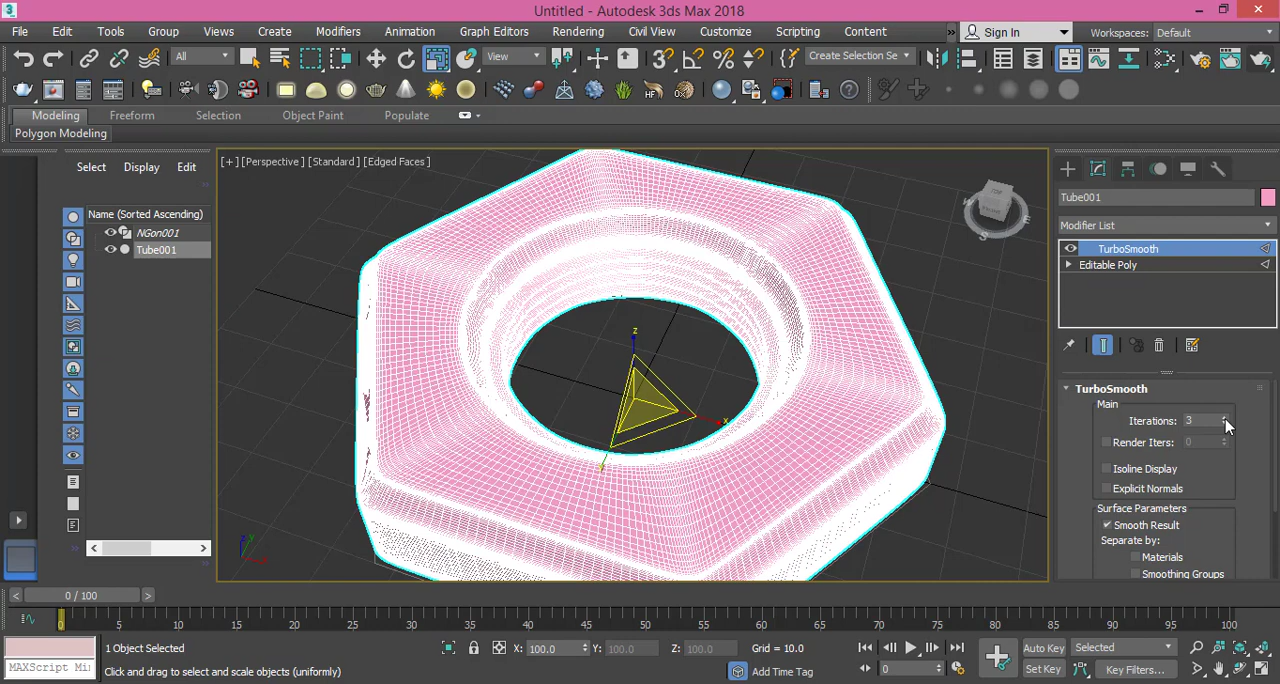 Untitled - Autodesk 3ds Max 2018
File Edit Tools Group Views Create Modifiers Animation Graph Editors Rendering Civil View Customize Scripting Content » Sign In Workspaces: Default
All View Create Selection Se
Modeling Freeform Selection Object Paint Populate
Polygon Modeling
Select Display Edit
[+] [Perspective] [Standard] [Edged Faces]
Name (Sorted Ascending)
NGon001
Tube001
Tube001
Modifier List
TurboSmooth
Editable Poly
TurboSmooth
Main
Iterations: 3
Render Iters: 0
Isoline Display
Explicit Normals
Surface Parameters
Smooth Result
Separate by:
Materials
Smoothing Groups
z
x
y
0 / 100
0 5 10 15 20 25 30 35 40 45 50 55 60 65 70 75 80 85 90 95 100
1 Object Selected
X: 100.0 Y: 100.0 Z: 100.0 Grid = 10.0
Auto Key Selected
MAXScript Mi
Click and drag to select and scale objects (uniformly)
Add Time Tag
0
Set Key Key Filters...